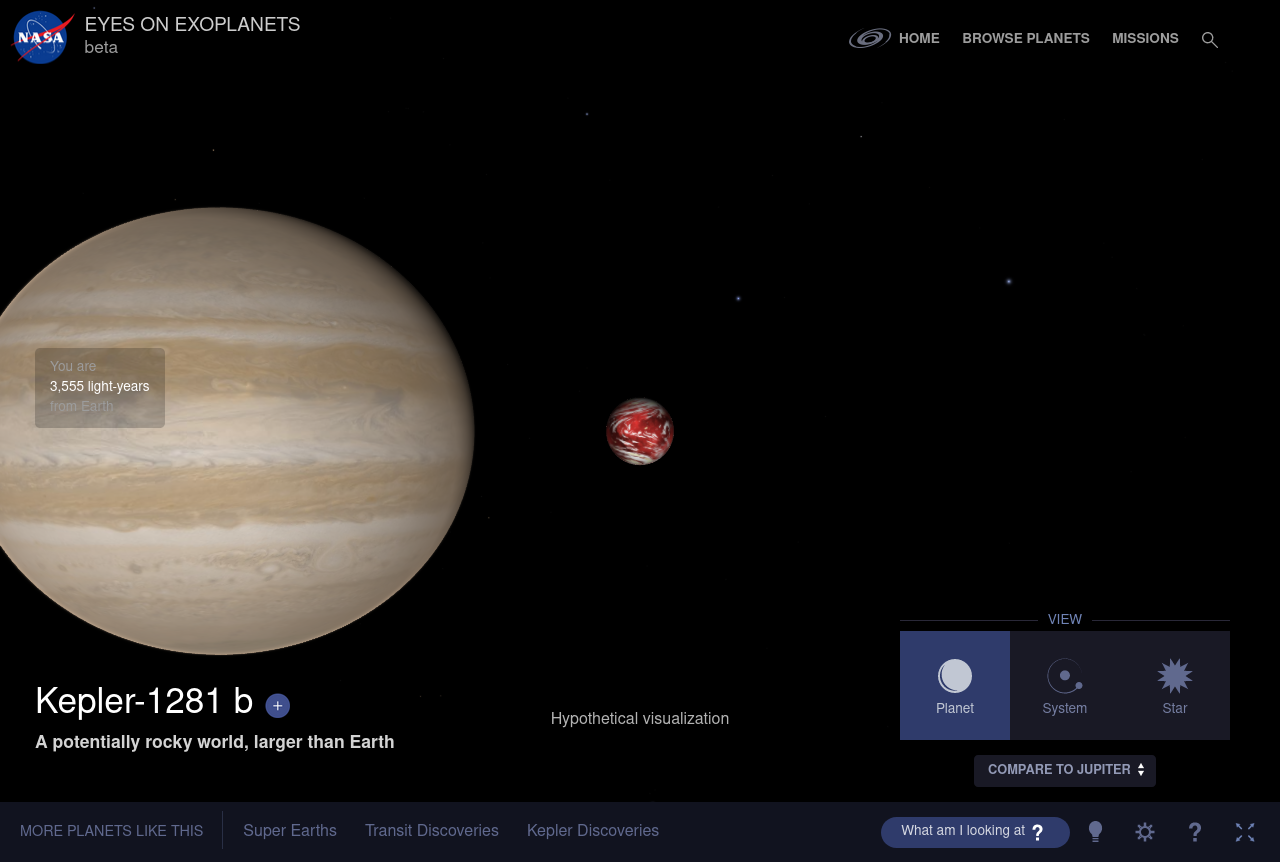 NASA
EYES ON EXOPLANETS
beta
HOME
BROWSE PLANETS
MISSIONS
You are
3,555 light-years
from Earth
VIEW
Planet
System
Star
Kepler-1281 b +
A potentially rocky world, larger than Earth
Hypothetical visualization
COMPARE TO JUPITER
MORE PLANETS LIKE THIS
Super Earths
Transit Discoveries
Kepler Discoveries
What am I looking at ?
?